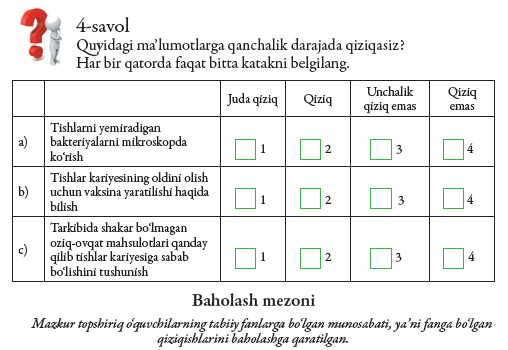 4-savol
Quyidagi ma’lumotlarga qanchalik darajada qiziqasiz?
Har bir qatorda faqat bitta katakni belgilang.
Juda qiziq
Qiziq
Unchalik
qiziq emas
Qiziq
emas
a)
Tishlarni yemiradigan
bakteriyalarni mikroskopda
ko‘rish
1
2
3
4
b)
Tishlar kariyesining oldini olish
uchun vaksina yaratilishi haqida
bilish
1
2
3
4
c)
Tarkibida shakar bo‘lmagan
oziq-ovqat mahsulotlari qanday
qilib tishlar kariyesiga sabab
bo‘lishini tushunish
1
2
3
4
Baholash mezoni
Mazkur topshiriq o‘quvchilarning tabiiy fanlarga bo‘lgan munosabati, ya’ni fanga bo‘lgan
qiziqishlarini baholashga qaratilgan.